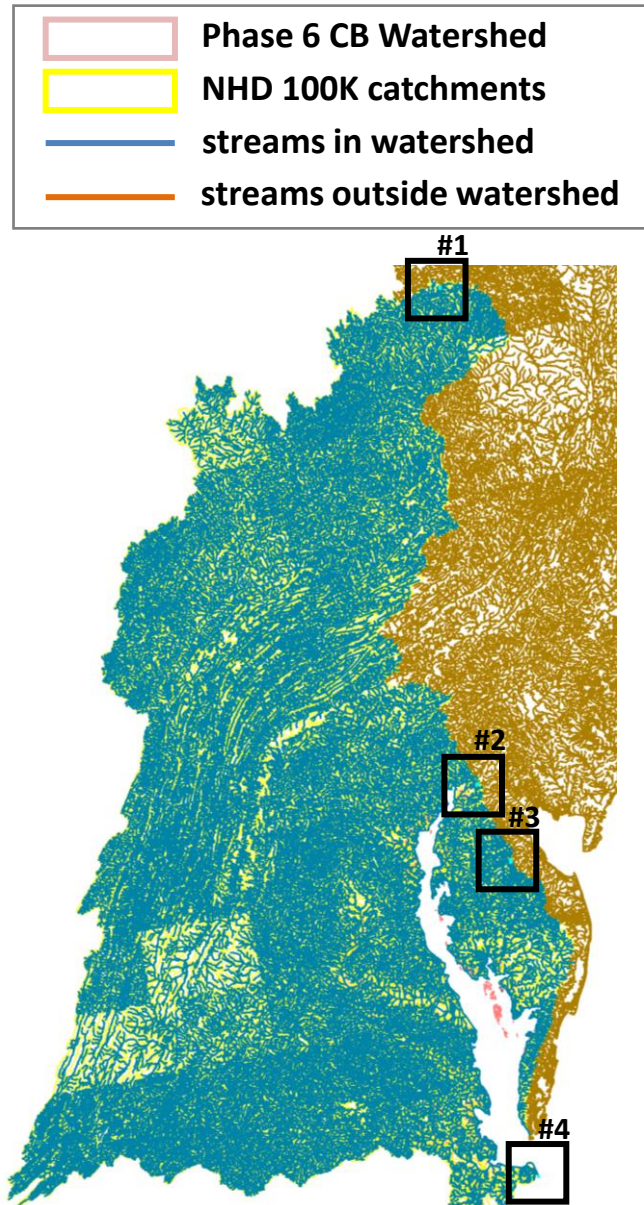 Phase 6 CB Watershed
NHD 100K catchments
streams in watershed
streams outside watershed
#1
#2
#3
#4